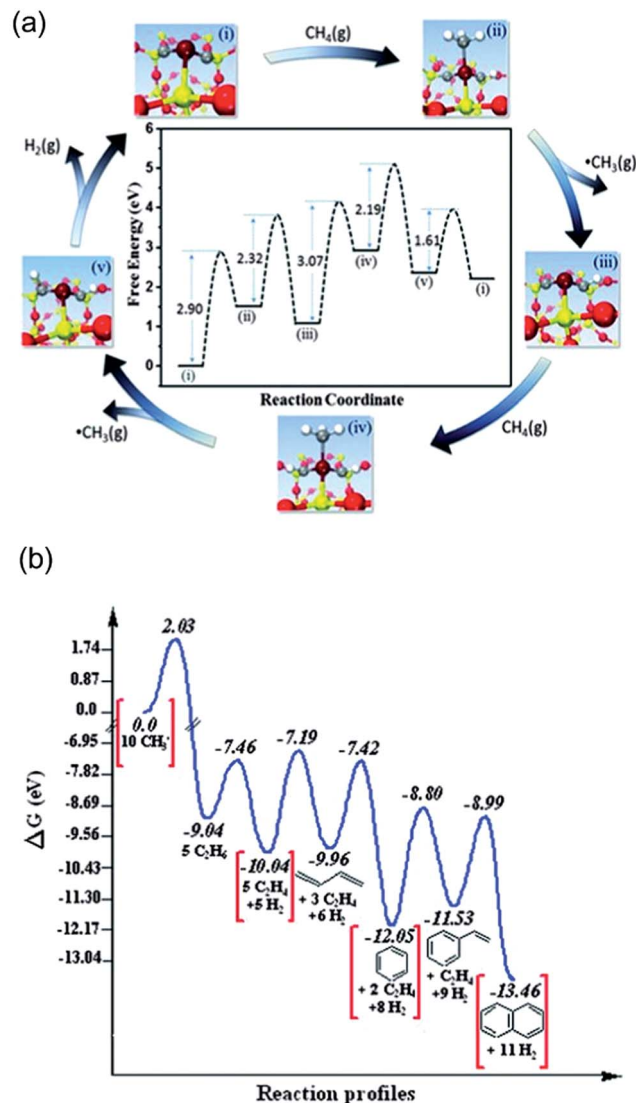 (a)
(i)
CH₄(g)
(ii)
H₂(g)
•CH₃(g)
(v)
(iii)
Free Energy (eV)
6
5
4
3
2
1
0
2.90
2.32
3.07
2.19
1.61
(i)
(ii)
(iii)
(iv)
(v)
(i)
Reaction Coordinate
•CH₃(g)
(iv)
CH₄(g)
(b)
ΔG (eV)
1.74
0.87
0.0
-6.95
-7.82
-8.69
-9.56
-10.43
-11.30
-12.17
-13.04
2.03
0.0
10 CH₃·
-9.04
5 C₂H₆
-7.46
-10.04
5 C₂H₄
+5 H₂
-7.19
-9.96
+ 3 C₂H₄
+6 H₂
-7.42
-12.05
+ 2 C₂H₄
+8 H₂
-8.80
-11.53
+ C₂H₄
+9 H₂
-8.99
-13.46
+ 11 H₂
Reaction profiles